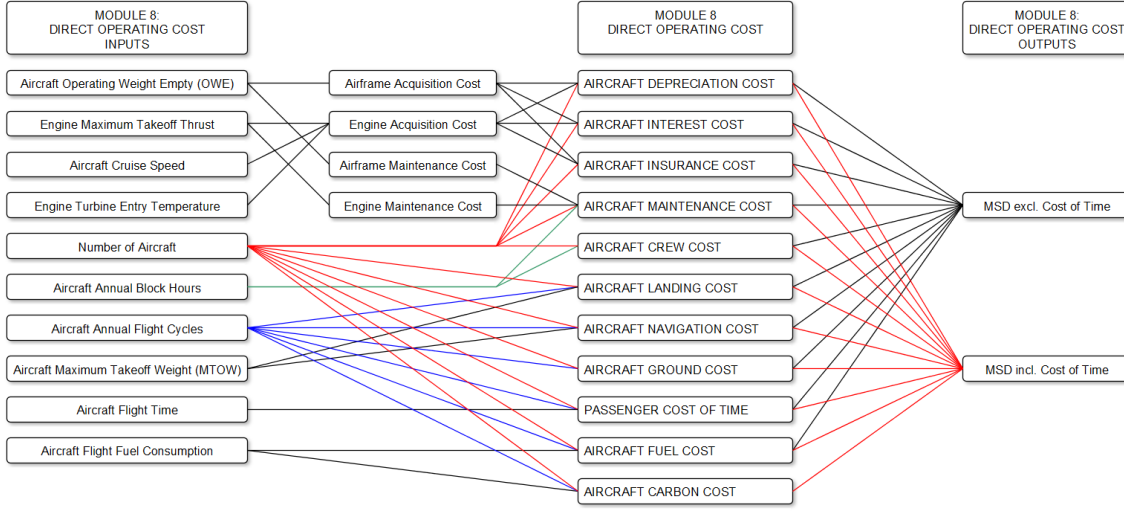 MODULE 8:
DIRECT OPERATING COST
INPUTS
MODULE 8
DIRECT OPERATING COST
MODULE 8:
DIRECT OPERATING COST
OUTPUTS
Aircraft Operating Weight Empty (OWE)
Airframe Acquisition Cost
AIRCRAFT DEPRECIATION COST
Engine Maximum Takeoff Thrust
Engine Acquisition Cost
AIRCRAFT INTEREST COST
Aircraft Cruise Speed
Airframe Maintenance Cost
AIRCRAFT INSURANCE COST
Engine Turbine Entry Temperature
Engine Maintenance Cost
AIRCRAFT MAINTENANCE COST
MSD excl. Cost of Time
Number of Aircraft
AIRCRAFT CREW COST
Aircraft Annual Block Hours
AIRCRAFT LANDING COST
Aircraft Annual Flight Cycles
AIRCRAFT NAVIGATION COST
Aircraft Maximum Takeoff Weight (MTOW)
AIRCRAFT GROUND COST
MSD incl. Cost of Time
Aircraft Flight Time
PASSENGER COST OF TIME
Aircraft Flight Fuel Consumption
AIRCRAFT FUEL COST
AIRCRAFT CARBON COST